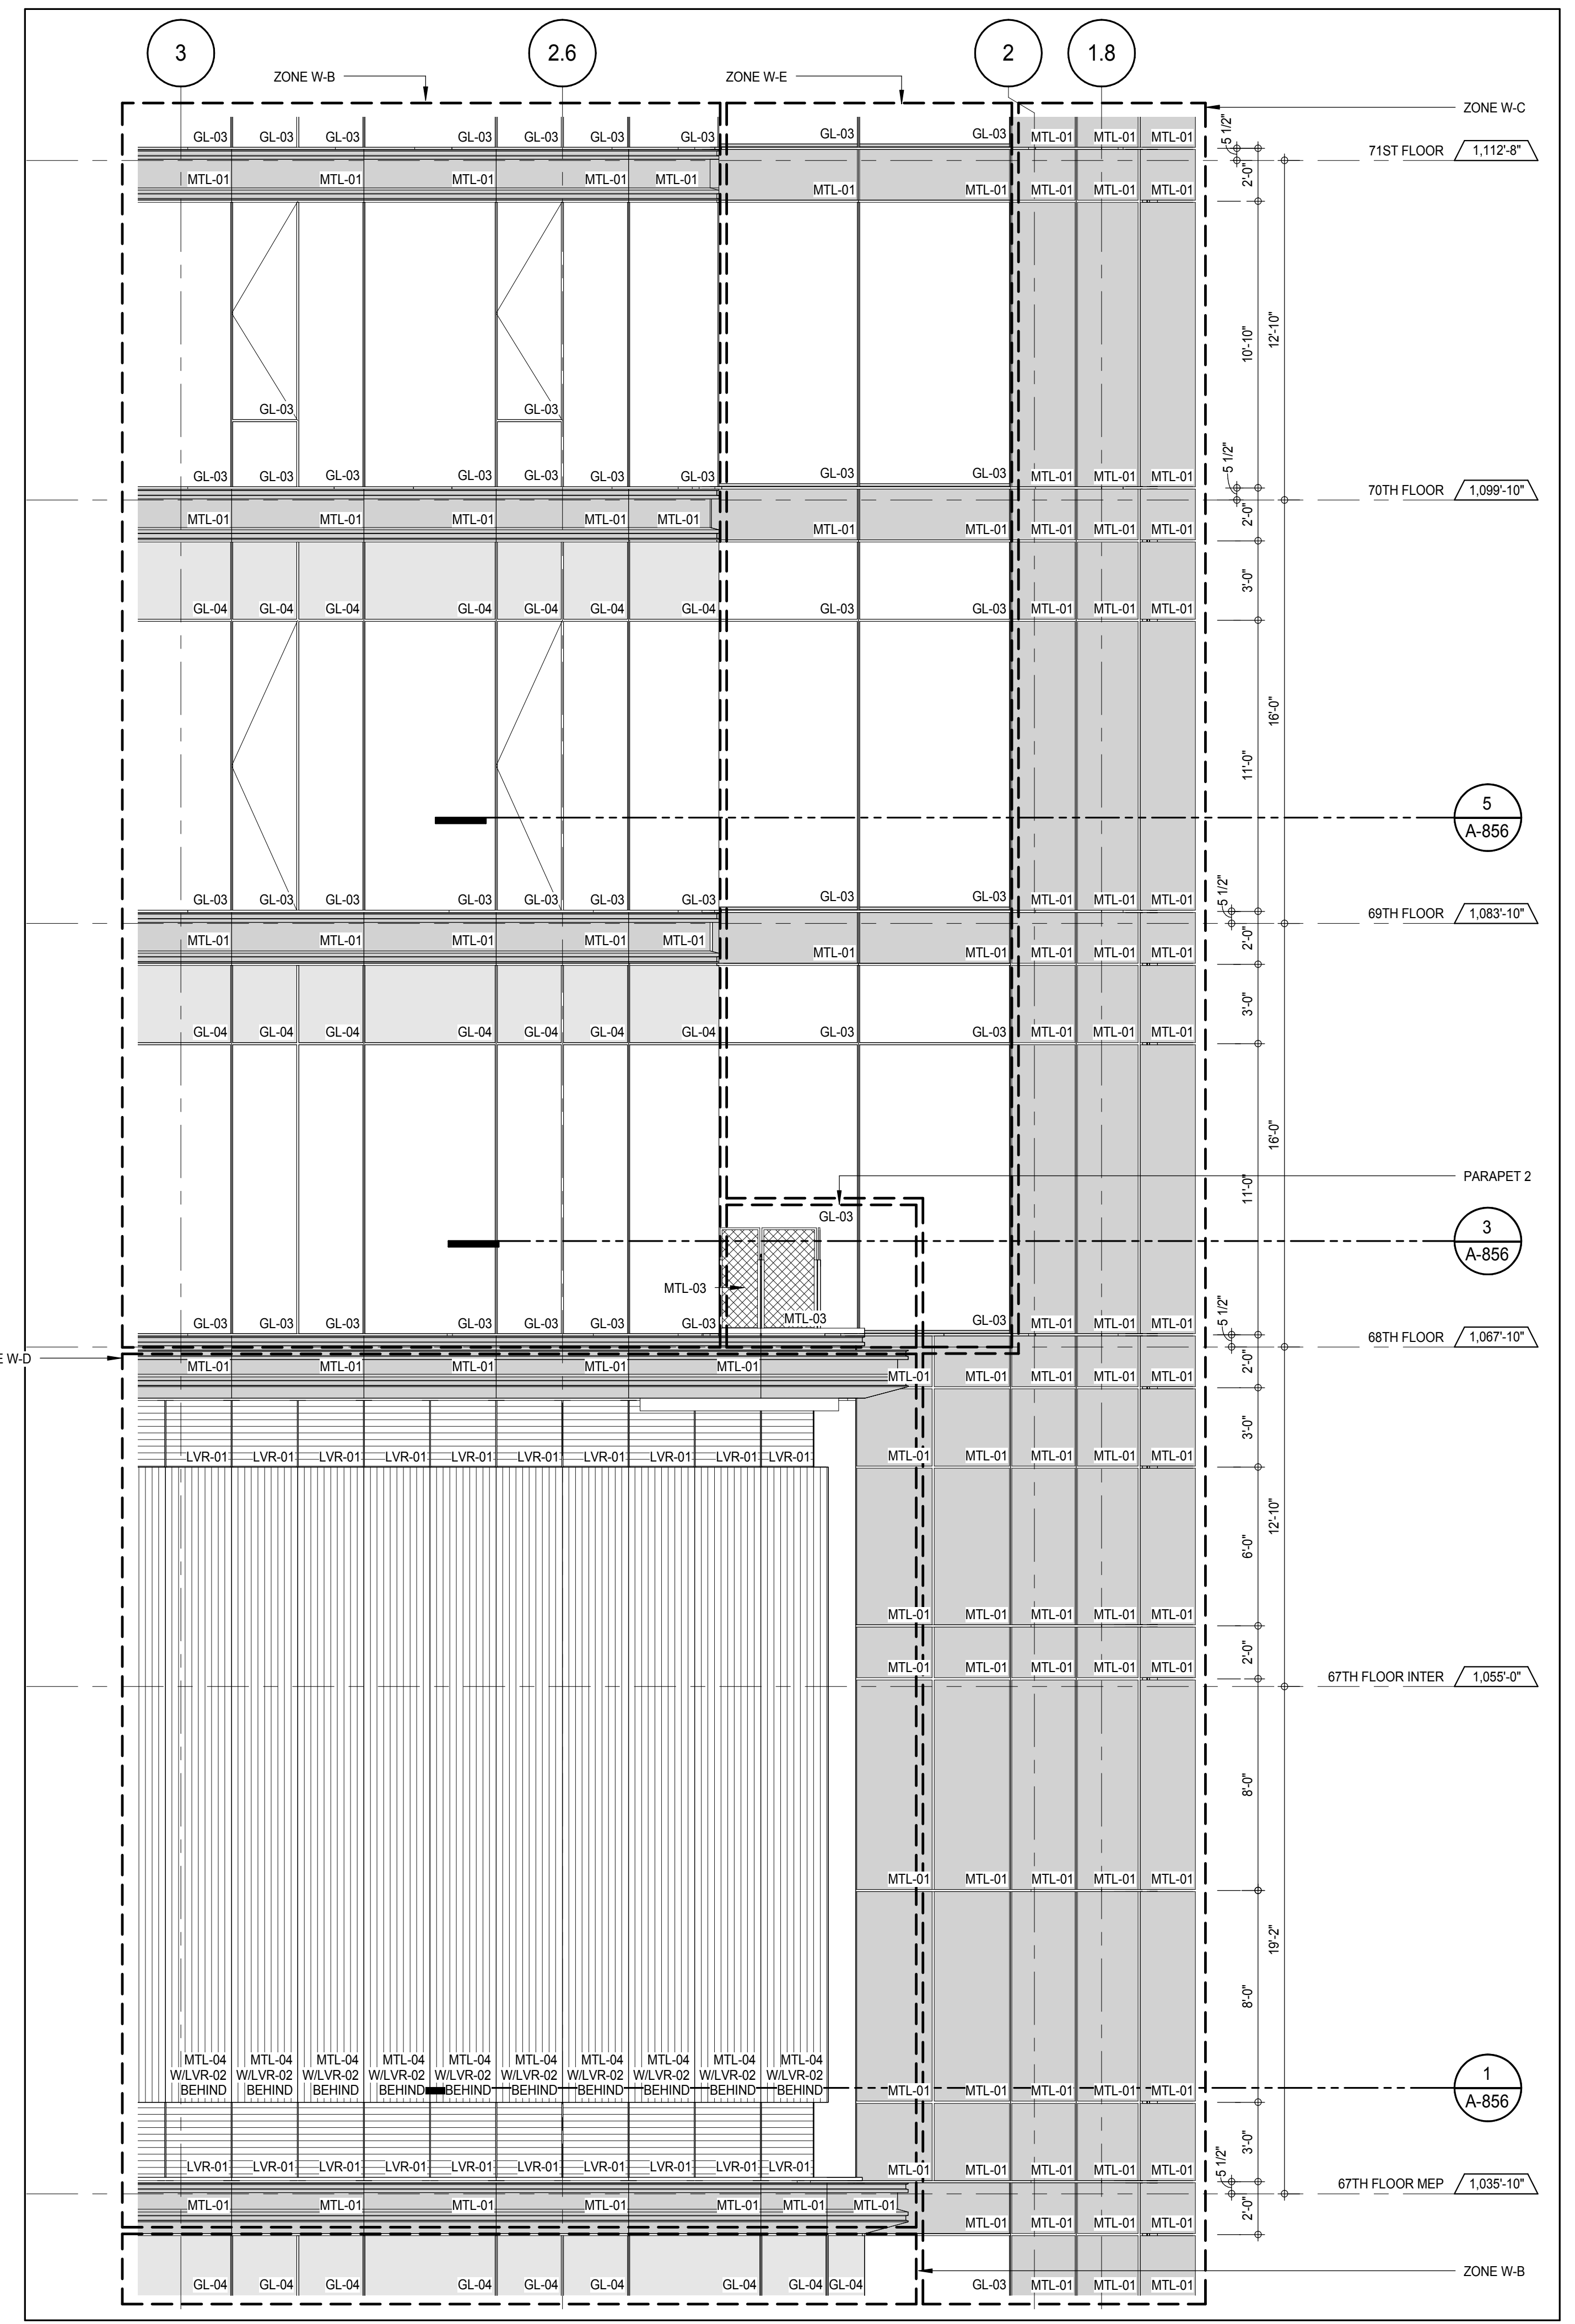 3 2.6 2 1.8
ZONE W-B ZONE W-E
ZONE W-C
GL-03 GL-03 GL-03 GL-03 GL-03 GL-03 GL-03 GL-03 GL-03 MTL-01 MTL-01 MTL-01
5 1/2"
71ST FLOOR 1,112'-8"
MTL-01 MTL-01 MTL-01 MTL-01 MTL-01 MTL-01 MTL-01 MTL-01 MTL-01 MTL-01
2'-0"
10'-10"
12'-10"
GL-03 GL-03
GL-03 GL-03 GL-03 GL-03 GL-03 GL-03 GL-03 GL-03 GL-03 MTL-01 MTL-01 MTL-01
5 1/2"
70TH FLOOR 1,099'-10"
MTL-01 MTL-01 MTL-01 MTL-01 MTL-01 MTL-01 MTL-01 MTL-01 MTL-01 MTL-01
2'-0"
3'-0"
GL-04 GL-04 GL-04 GL-04 GL-04 GL-04 GL-04 GL-03 GL-03 MTL-01 MTL-01 MTL-01
16'-0"
11'-0"
5
A-856
GL-03 GL-03 GL-03 GL-03 GL-03 GL-03 GL-03 GL-03 GL-03 MTL-01 MTL-01 MTL-01
5 1/2"
69TH FLOOR 1,083'-10"
MTL-01 MTL-01 MTL-01 MTL-01 MTL-01 MTL-01 MTL-01 MTL-01 MTL-01 MTL-01
2'-0"
3'-0"
GL-04 GL-04 GL-04 GL-04 GL-04 GL-04 GL-04 GL-03 GL-03 MTL-01 MTL-01 MTL-01
16'-0"
PARAPET 2
11'-0"
GL-03
3
A-856
MTL-03
MTL-03
GL-03 GL-03 GL-03 GL-03 GL-03 GL-03 GL-03 GL-03 MTL-01 MTL-01 MTL-01
5 1/2"
68TH FLOOR 1,067'-10"
E W-D
MTL-01 MTL-01 MTL-01 MTL-01 MTL-01 MTL-01 MTL-01 MTL-01 MTL-01 MTL-01
2'-0"
3'-0"
LVR-01 LVR-01 LVR-01 LVR-01 LVR-01 LVR-01 LVR-01 LVR-01 LVR-01 LVR-01 MTL-01 MTL-01 MTL-01 MTL-01 MTL-01
12'-10"
6'-0"
MTL-01 MTL-01 MTL-01 MTL-01 MTL-01
2'-0"
MTL-01 MTL-01 MTL-01 MTL-01 MTL-01
67TH FLOOR INTER 1,055'-0"
8'-0"
MTL-01 MTL-01 MTL-01 MTL-01 MTL-01
19'-2"
8'-0"
MTL-04 MTL-04 MTL-04 MTL-04 MTL-04 MTL-04 MTL-04 MTL-04 MTL-04 MTL-04
W/LVR-02 W/LVR-02 W/LVR-02 W/LVR-02 W/LVR-02 W/LVR-02 W/LVR-02 W/LVR-02 W/LVR-02 W/LVR-02
BEHIND BEHIND BEHIND BEHIND BEHIND BEHIND BEHIND BEHIND BEHIND BEHIND MTL-01 MTL-01 MTL-01 MTL-01 MTL-01
1
A-856
3'-0"
LVR-01 LVR-01 LVR-01 LVR-01 LVR-01 LVR-01 LVR-01 LVR-01 LVR-01 LVR-01 MTL-01 MTL-01 MTL-01 MTL-01 MTL-01
5 1/2"
67TH FLOOR MEP 1,035'-10"
MTL-01 MTL-01 MTL-01 MTL-01 MTL-01 MTL-01 MTL-01
2'-0"
MTL-01 MTL-01 MTL-01 MTL-01
ZONE W-B
GL-04 GL-04 GL-04 GL-04 GL-04 GL-04 GL-04 GL-04 GL-04 GL-03 MTL-01 MTL-01 MTL-01